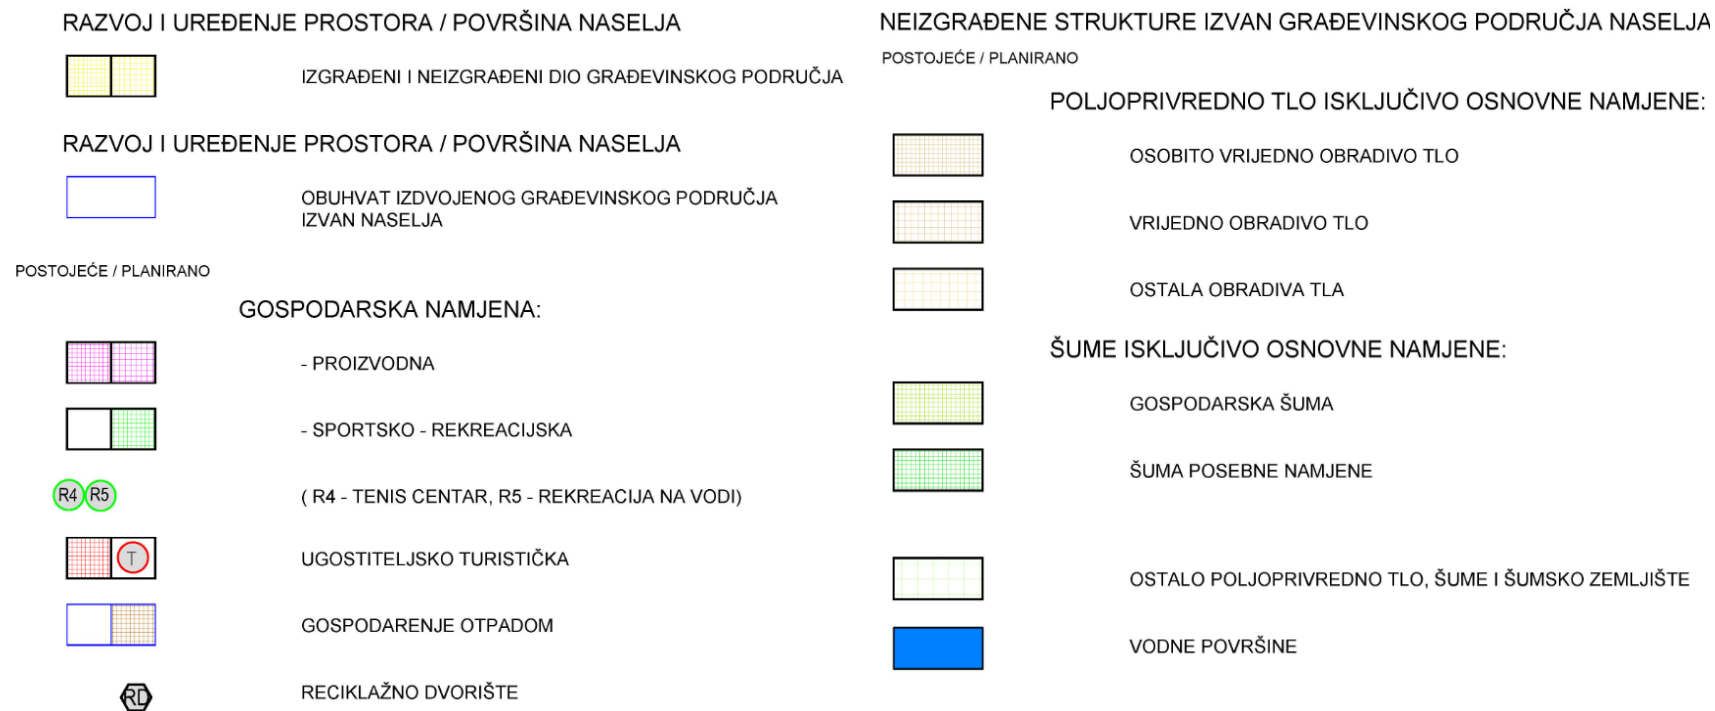 RAZVOJ I UREĐENJE PROSTORA / POVRŠINA NASELJA
IZGRAĐENI I NEIZGRAĐENI DIO GRAĐEVINSKOG PODRUČJA
RAZVOJ I UREĐENJE PROSTORA / POVRŠINA NASELJA
OBUHVAT IZDVOJENOG GRAĐEVINSKOG PODRUČJA
IZVAN NASELJA
POSTOJEĆE / PLANIRANO
GOSPODARSKA NAMJENA:
- PROIZVODNA
- SPORTSKO - REKREACIJSKA
R4 R5 ( R4 - TENIS CENTAR, R5 - REKREACIJA NA VODI)
T UGOSTITELJSKO TURISTIČKA
GOSPODARENJE OTPADOM
RD RECIKLAŽNO DVORIŠTE
NEIZGRAĐENE STRUKTURE IZVAN GRAĐEVINSKOG PODRUČJA NASELJA
POSTOJEĆE / PLANIRANO
POLJOPRIVREDNO TLO ISKLJUČIVO OSNOVNE NAMJENE:
OSOBITO VRIJEDNO OBRADIVO TLO
VRIJEDNO OBRADIVO TLO
OSTALA OBRADIVA TLA
ŠUME ISKLJUČIVO OSNOVNE NAMJENE:
GOSPODARSKA ŠUMA
ŠUMA POSEBNE NAMJENE
OSTALO POLJOPRIVREDNO TLO, ŠUME I ŠUMSKO ZEMLJIŠTE
VODNE POVRŠINE